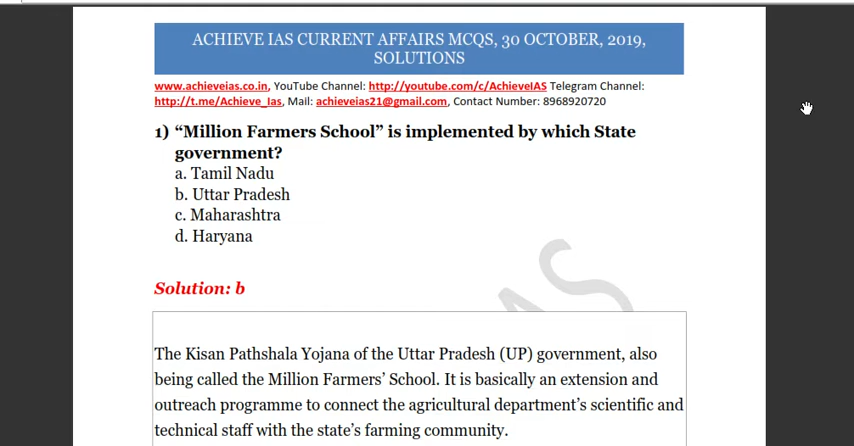 ACHIEVE IAS CURRENT AFFAIRS MCQS, 30 OCTOBER, 2019,
SOLUTIONS
www.achieveias.co.in, YouTube Channel: http://youtube.com/c/AchieveIAS Telegram Channel:
http://t.me/Achieve_Ias, Mail: achieveias21@gmail.com, Contact Number: 8968920720
1) “Million Farmers School” is implemented by which State
government?
a. Tamil Nadu
b. Uttar Pradesh
c. Maharashtra
d. Haryana
Solution: b
The Kisan Pathshala Yojana of the Uttar Pradesh (UP) government, also
being called the Million Farmers’ School. It is basically an extension and
outreach programme to connect the agricultural department’s scientific and
technical staff with the state’s farming community.